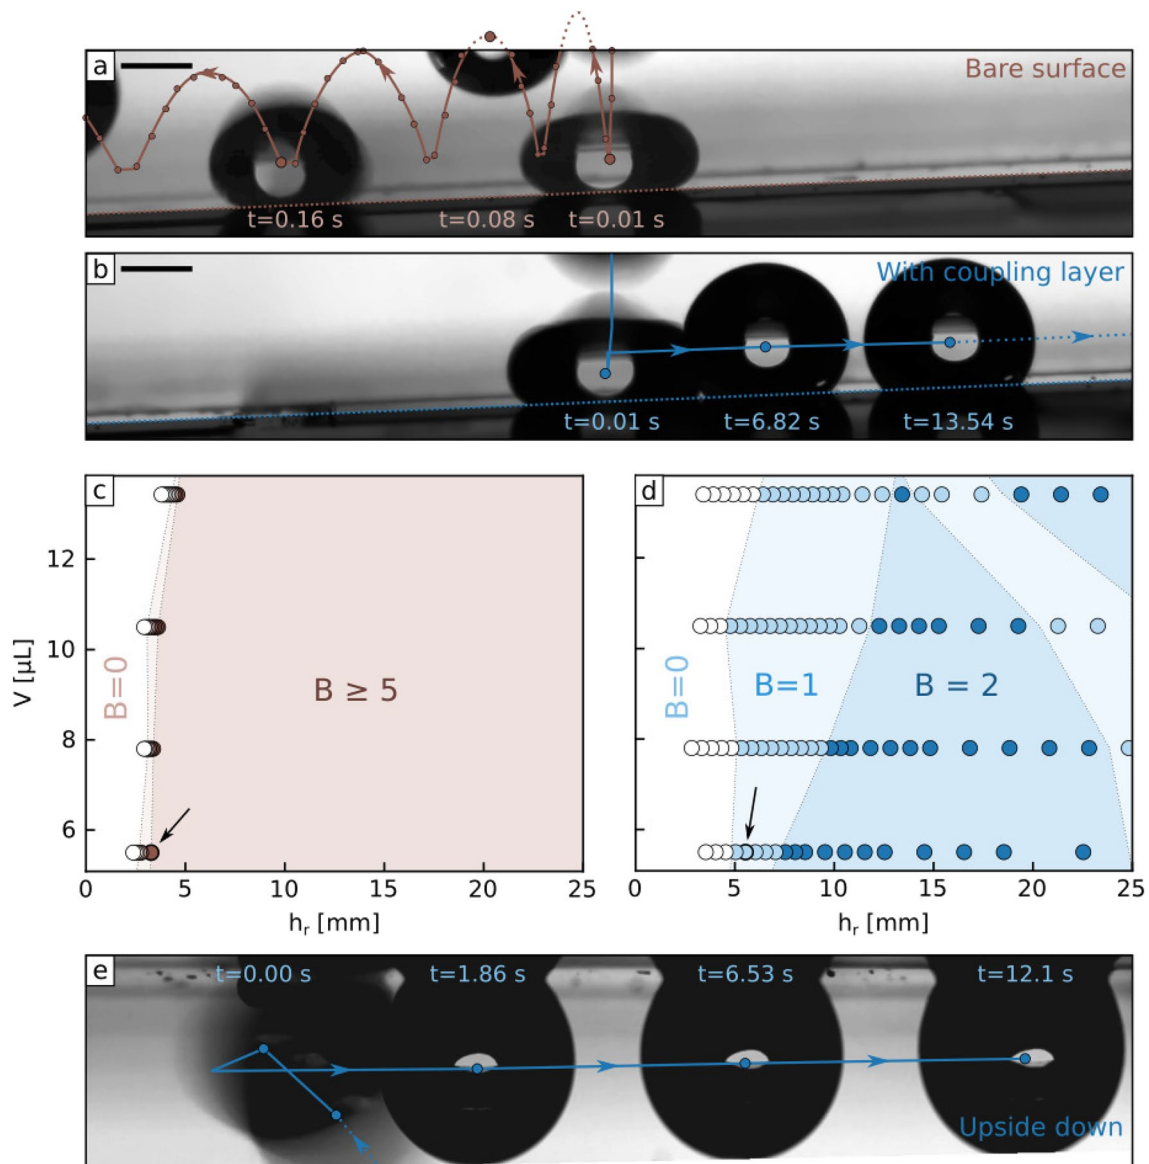 a
Bare surface
t=0.16 s
t=0.08 s
t=0.01 s
b
With coupling layer
t=0.01 s
t=6.82 s
t=13.54 s
c
V [µL]
12
10
8
6
B=0
B ≥ 5
0 5 10 15 20 25
hᵣ [mm]
d
B=0
B=1
B = 2
0 5 10 15 20 25
hᵣ [mm]
e
t=0.00 s
t=1.86 s
t=6.53 s
t=12.1 s
Upside down